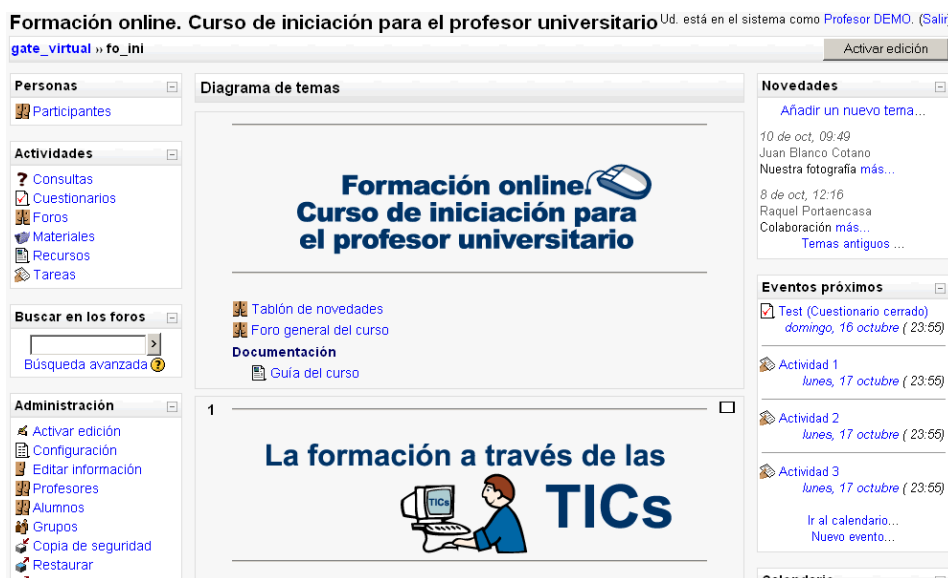 Formación online. Curso de iniciación para el profesor universitario
Ud. está en el sistema como Profesor DEMO. (Salir
gate_virtual » fo_ini
Activar edición
Personas
Participantes
Actividades
Consultas
Cuestionarios
Foros
Materiales
Recursos
Tareas
Buscar en los foros
>
Búsqueda avanzada ?
Administración
Activar edición
Configuración
Editar información
Profesores
Alumnos
Grupos
Copia de seguridad
Restaurar
Diagrama de temas
Formación online.
Curso de iniciación para
el profesor universitario
Tablón de novedades
Foro general del curso
Documentación
Guía del curso
1
La formación a través de las
TICs
TICs
Novedades
Añadir un nuevo tema...
10 de oct, 09:49
Juan Blanco Cotano
Nuestra fotografía más...
8 de oct, 12:16
Raquel Portaencasa
Colaboración más...
Temas antiguos ...
Eventos próximos
Test (Cuestionario cerrado)
domingo, 16 octubre ( 23:55)
Actividad 1
lunes, 17 octubre ( 23:55)
Actividad 2
lunes, 17 octubre ( 23:55)
Actividad 3
lunes, 17 octubre ( 23:55)
Ir al calendario...
Nuevo evento...
Calendario